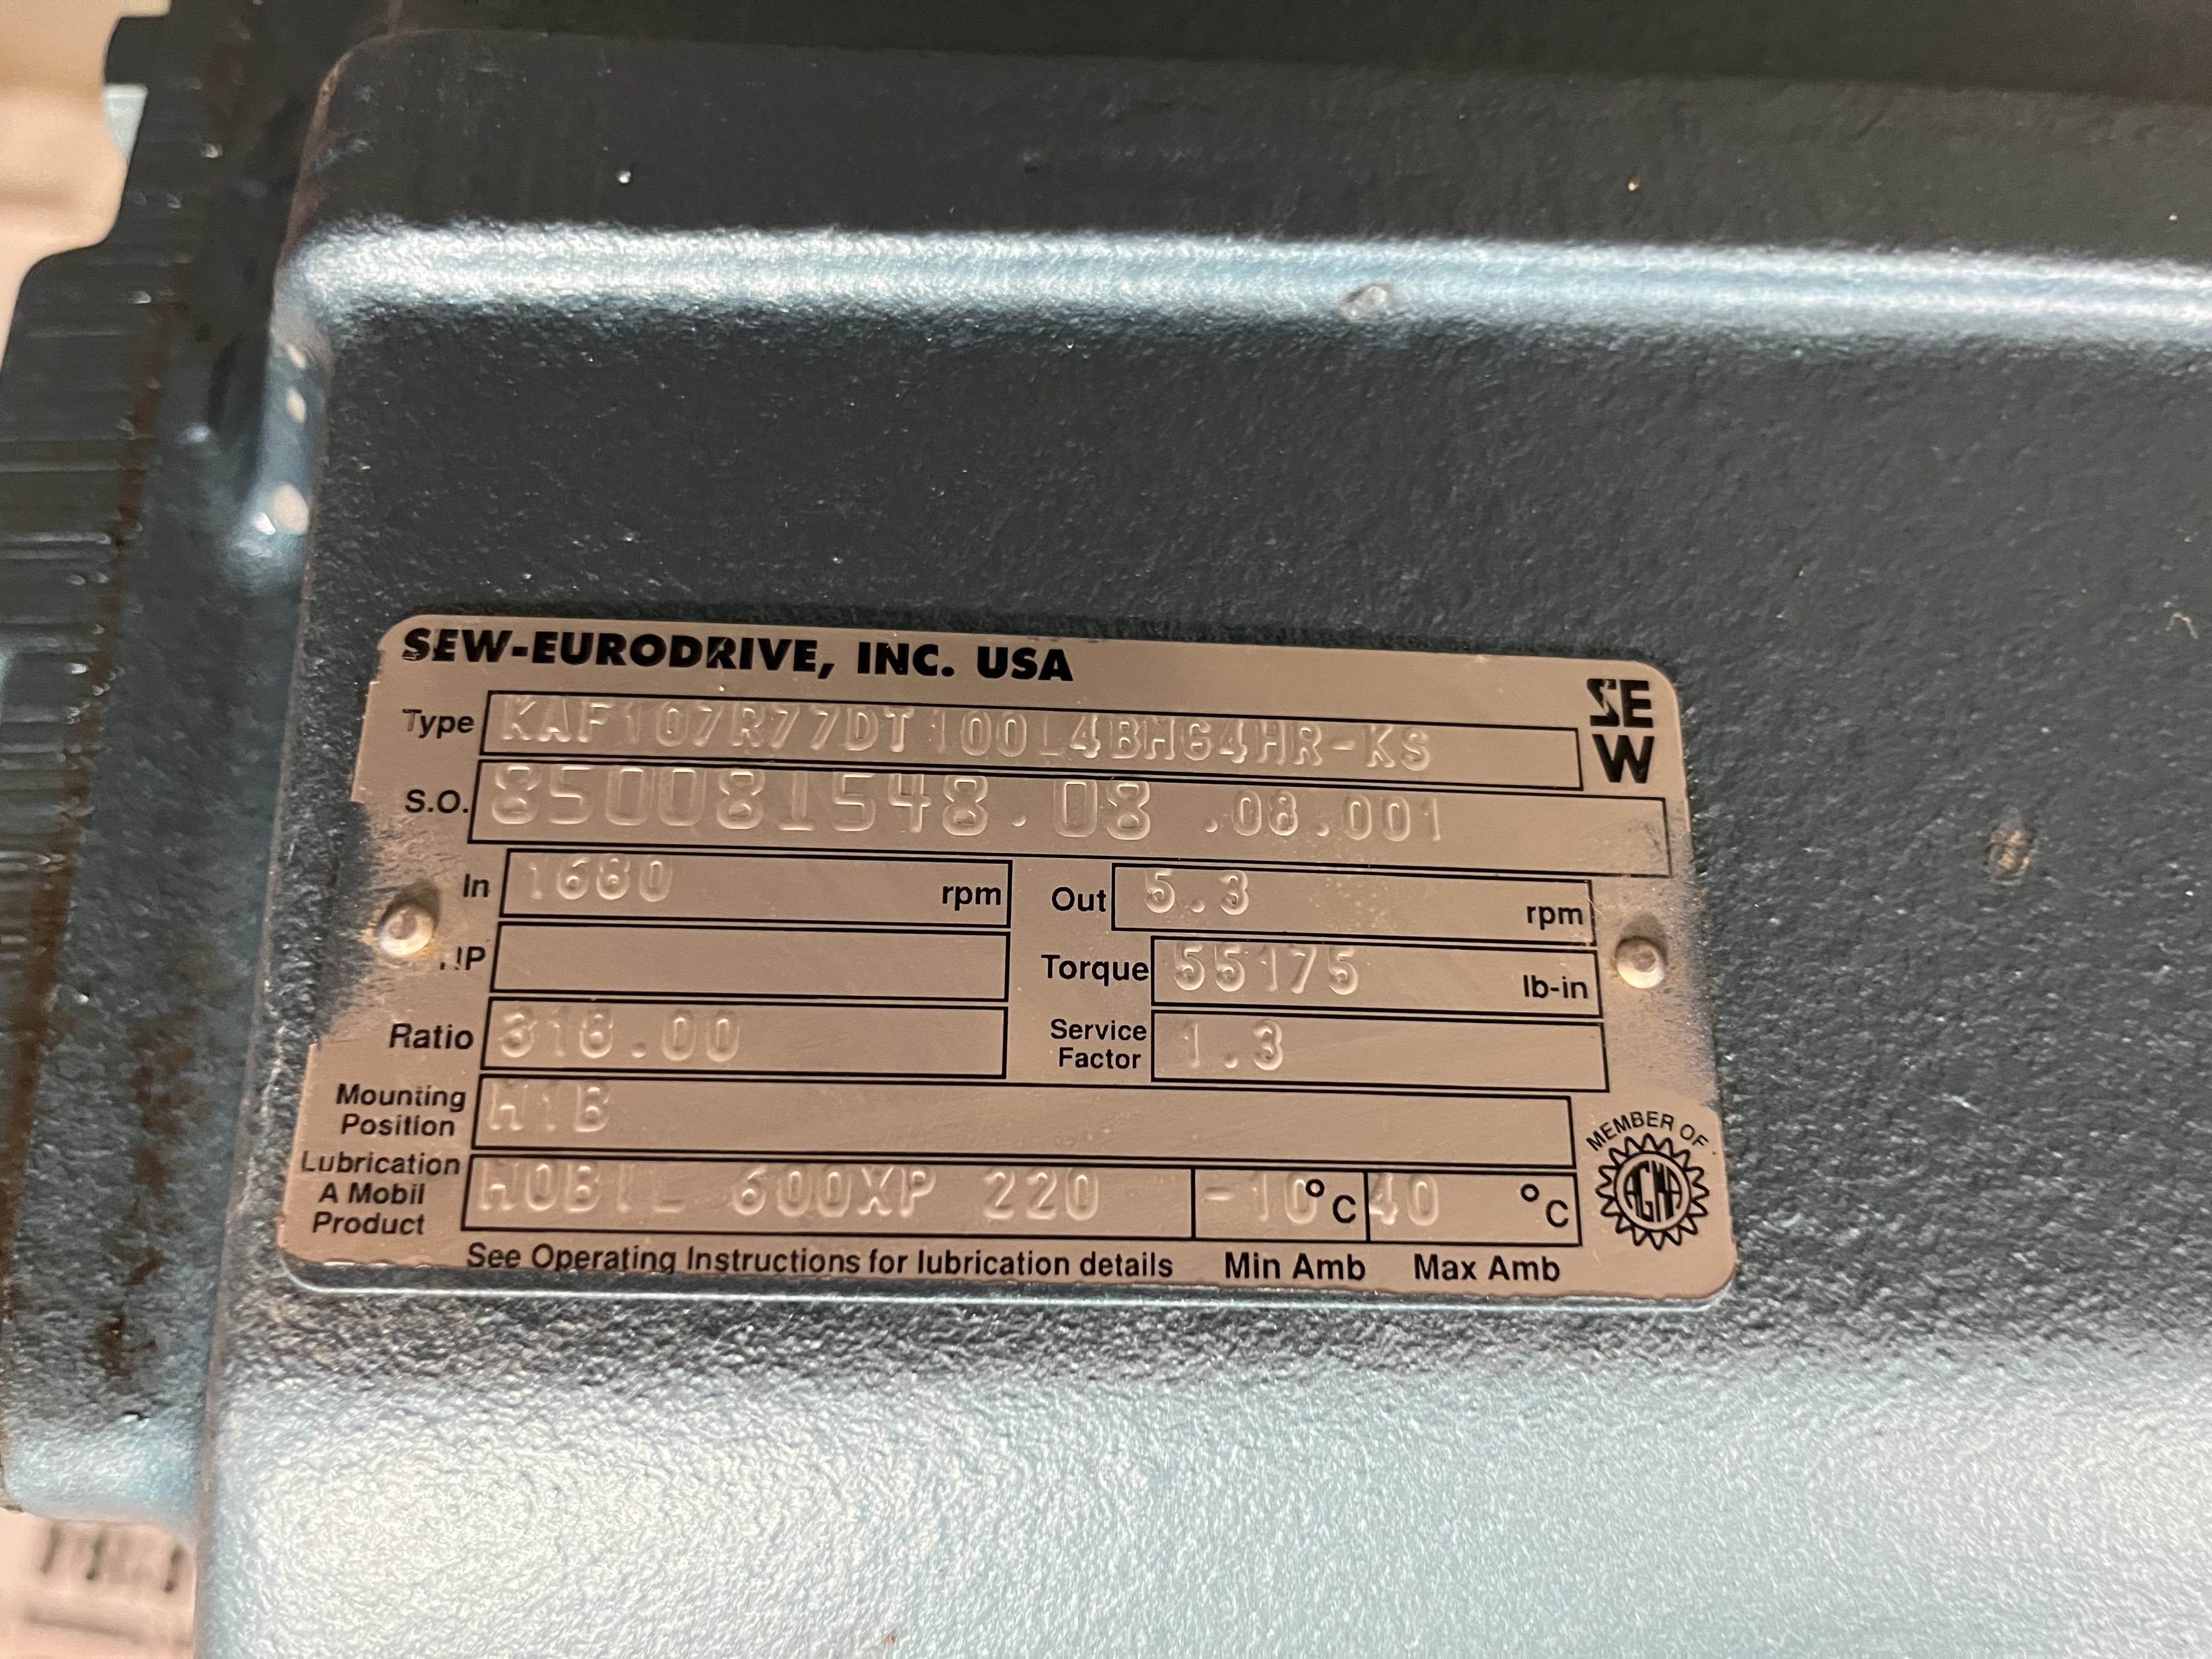 SEW-EURODRIVE, INC. USA
SE
W
Type KAF107R77DT100L4BMG4HR-KS
S.O. 850081548.08 .08.001
In 1680 rpm Out 5.3 rpm
HP Torque 55175 lb-in
Ratio 318.00 Service Factor 1.3
Mounting Position M1B
Lubrication A Mobil Product MOBIL 600XP 220 -10 °C 40 °C
See Operating Instructions for lubrication details Min Amb Max Amb
MEMBER OF
AGMA